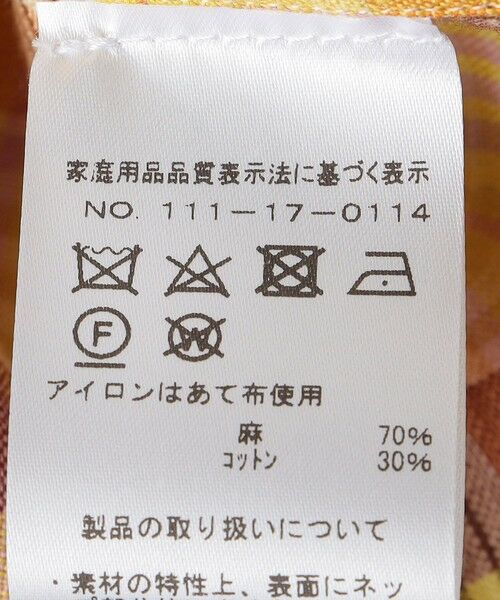 家庭用品品質表示法に基づく表示
NO. 111-17-0114
F W
アイロンはあて布使用
麻 70%
コットン 30%
製品の取り扱いについて
・素材の特性上、表面にネッ